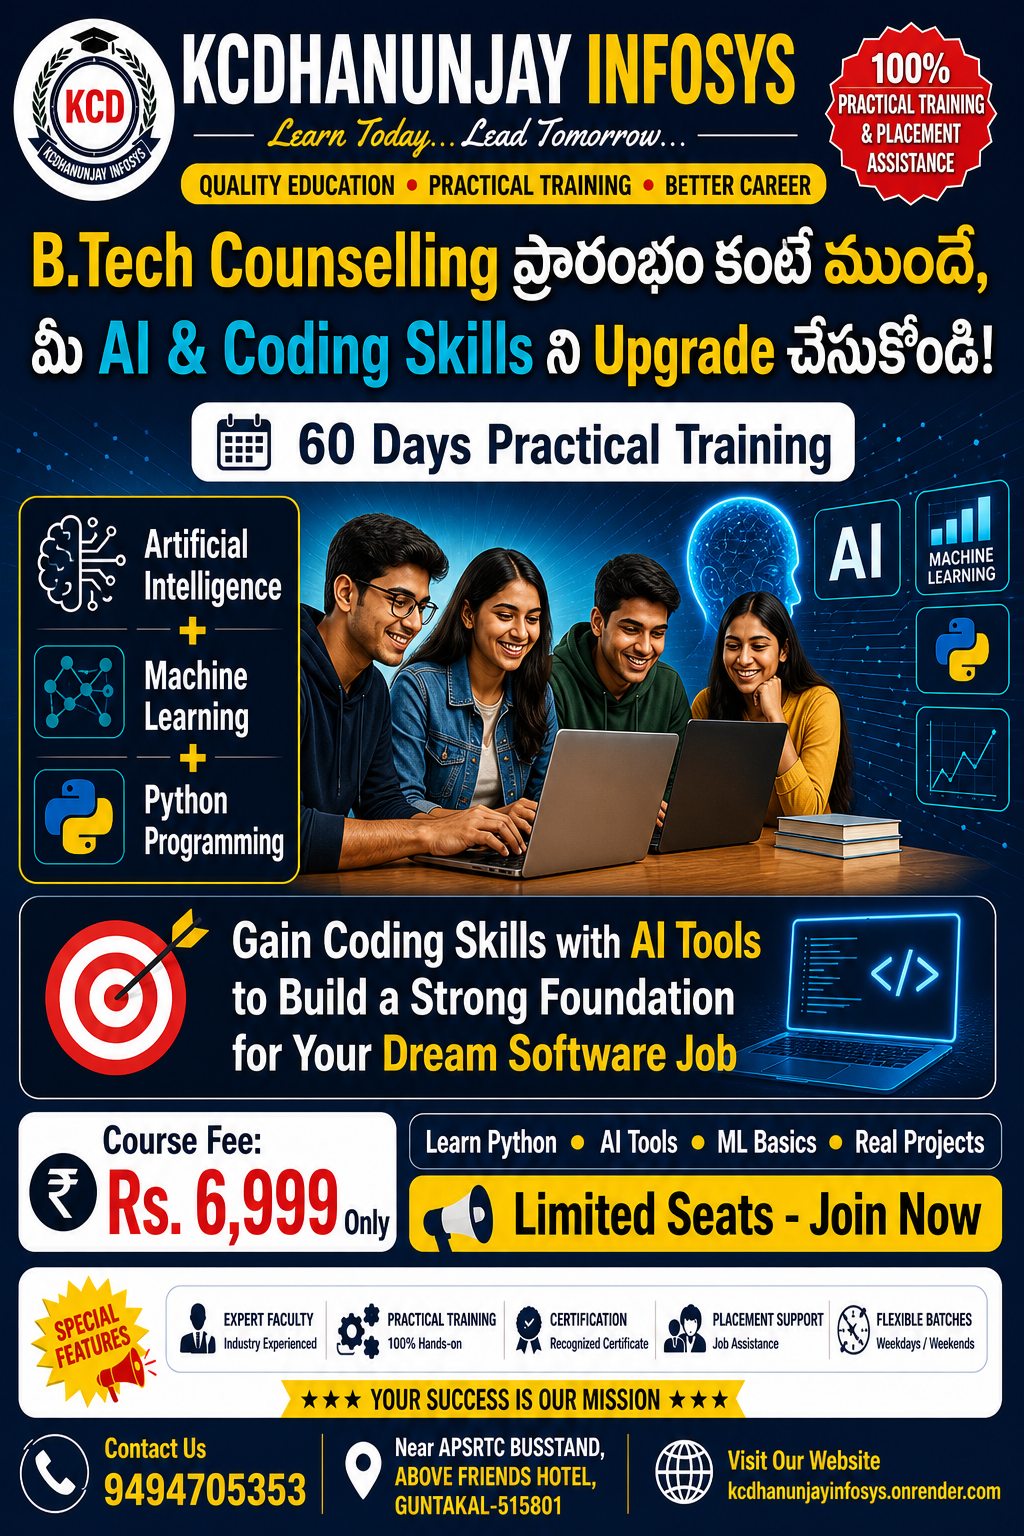 KCD
KCDHANUNJAY INFOSYS
KCDHANUNJAY INFOSYS
Learn Today... Lead Tomorrow...
QUALITY EDUCATION • PRACTICAL TRAINING • BETTER CAREER
100%
PRACTICAL TRAINING
& PLACEMENT
ASSISTANCE
B.Tech Counselling ప్రారంభం కంటే ముందే,
మీ AI & Coding Skills ని Upgrade చేసుకోండి!
60 Days Practical Training
Artificial
Intelligence
+
Machine
Learning
+
Python
Programming
AI
MACHINE
LEARNING
Gain Coding Skills with AI Tools
to Build a Strong Foundation
for Your Dream Software Job
</>
Course Fee:
₹ Rs. 6,999 Only
Learn Python • AI Tools • ML Basics • Real Projects
Limited Seats - Join Now
SPECIAL
FEATURES
EXPERT FACULTY
Industry Experienced
PRACTICAL TRAINING
100% Hands-on
CERTIFICATION
Recognized Certificate
PLACEMENT SUPPORT
Job Assistance
FLEXIBLE BATCHES
Weekdays / Weekends
★★★ YOUR SUCCESS IS OUR MISSION ★★★
Contact Us
9494705353
Near APSRTC BUSSTAND,
ABOVE FRIENDS HOTEL,
GUNTAKAL-515801
Visit Our Website
kcdhanunjayinfosys.onrender.com